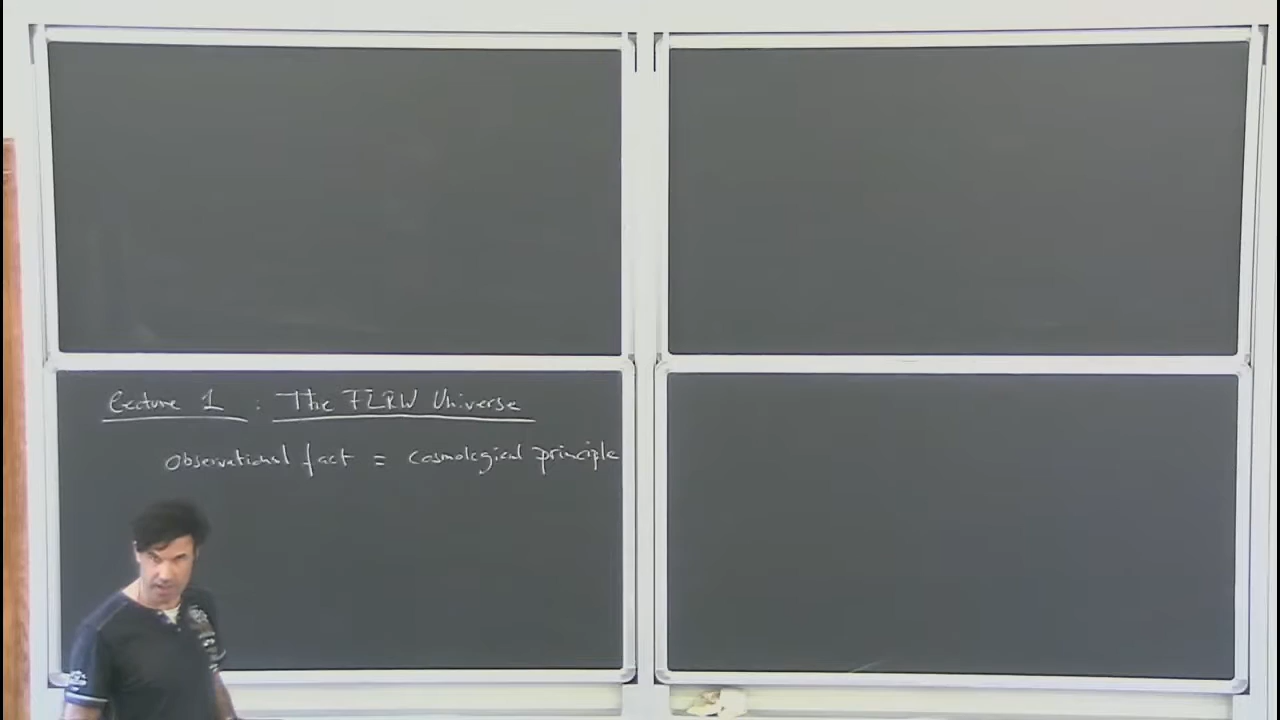 Lecture 1 : The FLRW Universe
Observational fact = cosmological principle